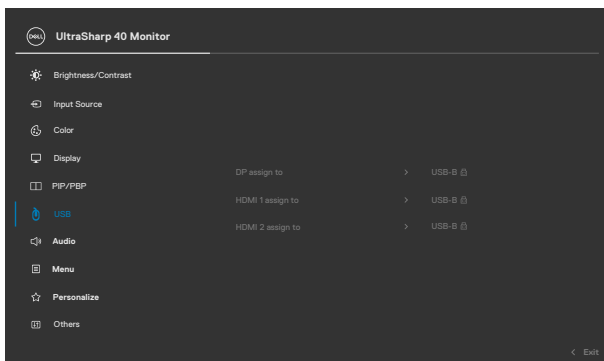 DELL UltraSharp 40 Monitor
Brightness/Contrast
Input Source
Color
Display
DP assign to > USB-B
PIP/PBP
HDMI 1 assign to > USB-B
USB
HDMI 2 assign to > USB-B
Audio
Menu
Personalize
Others
< Exit